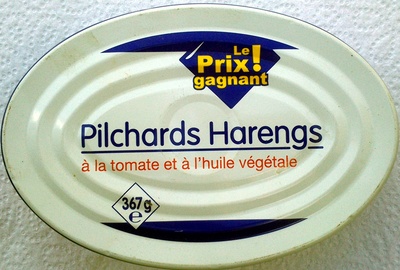 Le
Prix!
gagnant
Pilchards Harengs
à la tomate et à l'huile végétale
367g
e